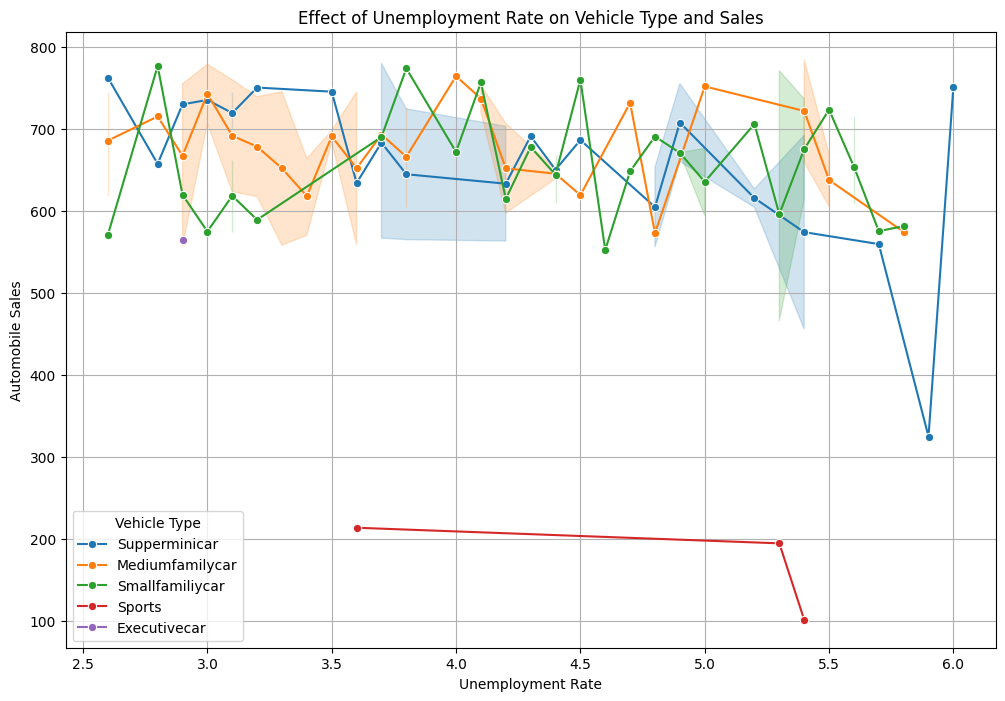 Effect of Unemployment Rate on Vehicle Type and Sales
Automobile Sales
800
700
600
500
400
300
200
100
Vehicle Type
Supperminicar
Mediumfamilycar
Smallfamiliycar
Sports
Executivecar
2.5 3.0 3.5 4.0 4.5 5.0 5.5 6.0
Unemployment Rate